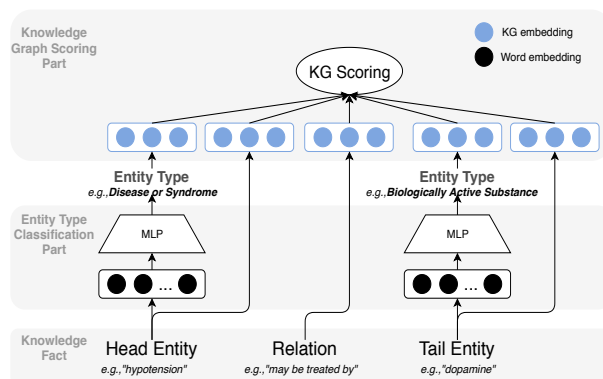 Knowledge
Graph Scoring
Part
KG embedding
Word embedding
KG Scoring
Entity Type
e.g.,Disease or Syndrome
Entity Type
e.g.,Biologically Active Substance
Entity Type
Classification
Part
MLP
MLP
...
...
Knowledge
Fact
Head Entity
Relation
Tail Entity
e.g.,"hypotension"
e.g.,"may be treated by"
e.g.,"dopamine"